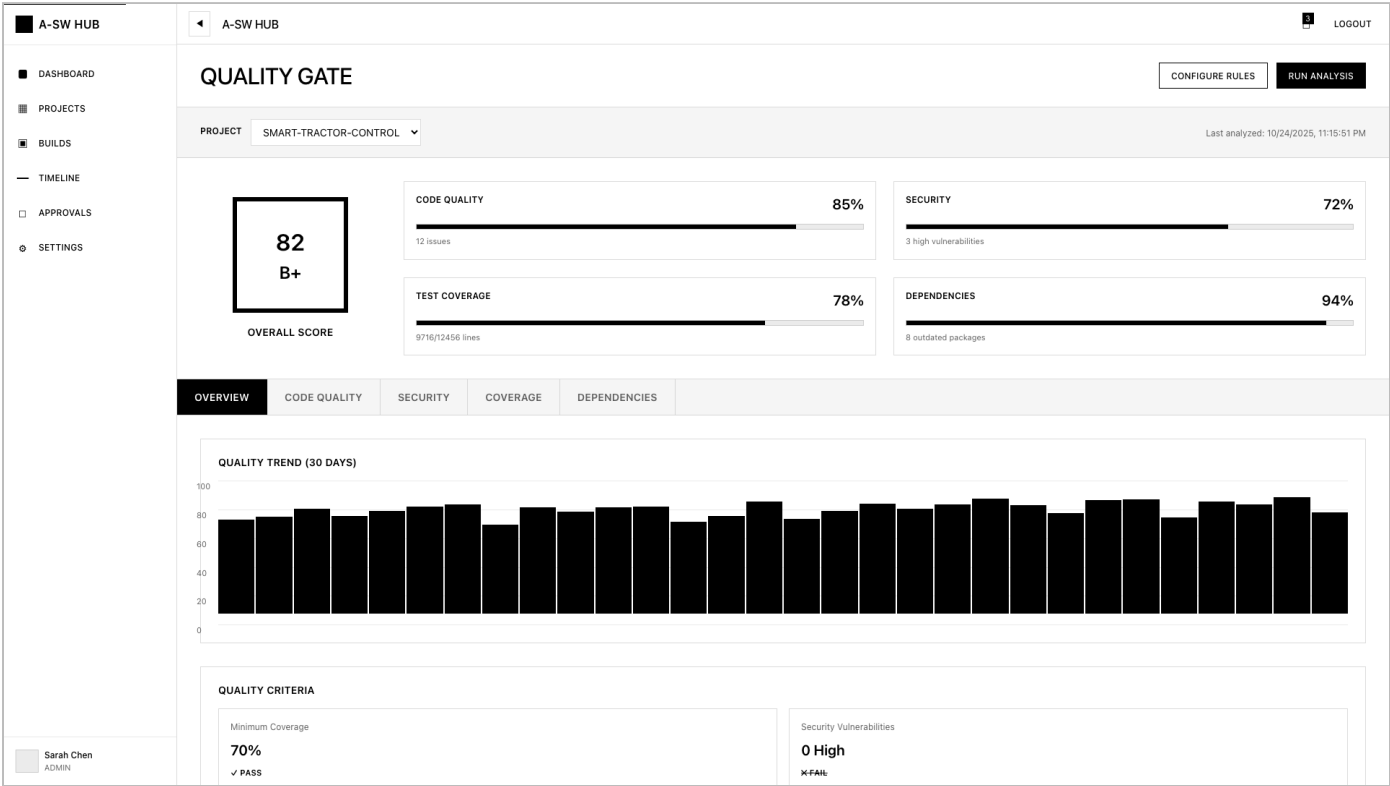 A-SW HUB
DASHBOARD
PROJECTS
BUILDS
TIMELINE
APPROVALS
SETTINGS
Sarah Chen
ADMIN
A-SW HUB
3
LOGOUT
QUALITY GATE
CONFIGURE RULES
RUN ANALYSIS
PROJECT
SMART-TRACTOR-CONTROL
Last analyzed: 10/24/2025, 11:15:51 PM
82
B+
OVERALL SCORE
CODE QUALITY
85%
12 issues
SECURITY
72%
3 high vulnerabilities
TEST COVERAGE
78%
9716/12456 lines
DEPENDENCIES
94%
8 outdated packages
OVERVIEW
CODE QUALITY
SECURITY
COVERAGE
DEPENDENCIES
QUALITY TREND (30 DAYS)
100
80
60
40
20
0
QUALITY CRITERIA
Minimum Coverage
70%
✓ PASS
Security Vulnerabilities
0 High
✕ FAIL